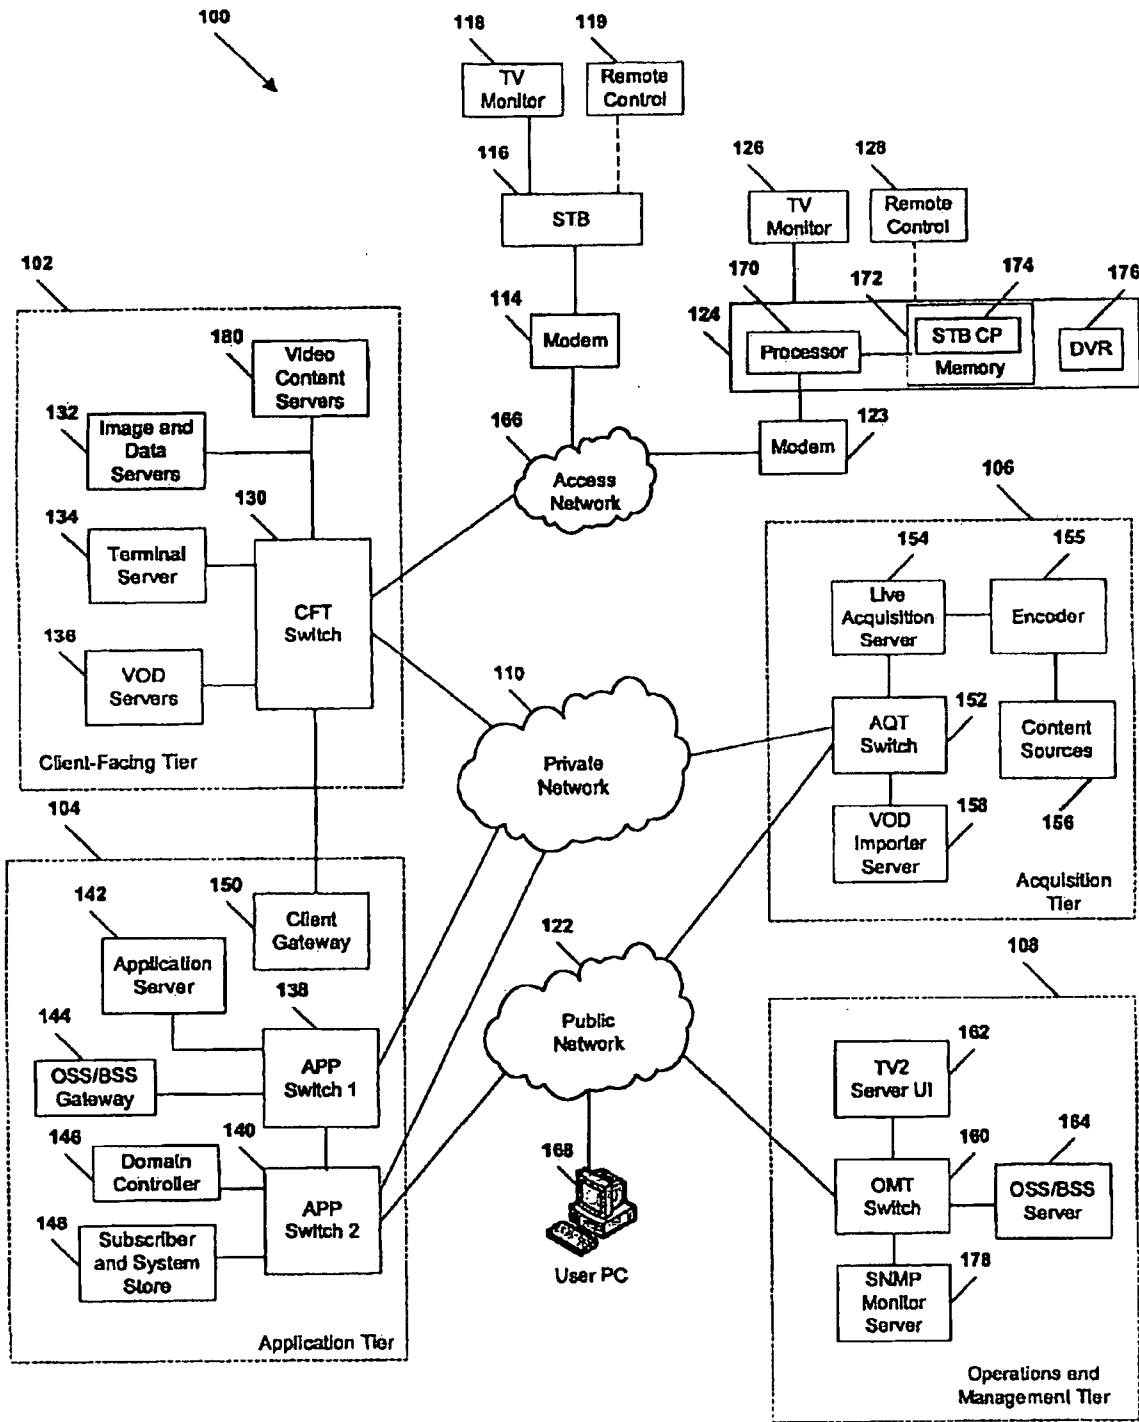 100
118
119
TV
Monitor
Remote
Control
116
STB
126
128
TV
Monitor
Remote
Control
170
172
174
176
124
Processor
STB CP
Memory
DVR
114
Modem
Modem
123
166
Access
Network
102
180
Video
Content
Servers
132
Image and
Data
Servers
130
134
Terminal
Server
CFT
Switch
136
VOD
Servers
Client-Facing Tier
110
Private
Network
106
154
155
Live
Acquisition
Server
Encoder
152
AQT
Switch
Content
Sources
158
156
VOD
Importer
Server
Acquisition
Tier
104
142
150
Client
Gateway
Application
Server
138
144
APP
Switch 1
OSS/BSS
Gateway
146
140
Domain
Controller
148
APP
Switch 2
Subscriber
and System
Store
Application Tier
122
Public
Network
168
User PC
108
162
TV2
Server UI
160
164
OMT
Switch
OSS/BSS
Server
178
SNMP
Monitor
Server
Operations and
Management Tier